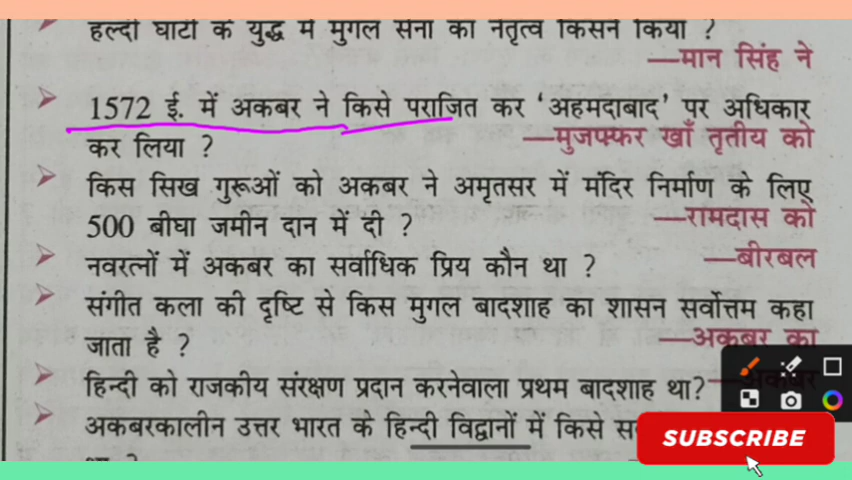 हल्दी घाटी के युद्ध में मुगल सेना का नेतृत्व किसने किया ?
—मान सिंह ने
1572 ई. में अकबर ने किसे पराजित कर 'अहमदाबाद' पर अधिकार
कर लिया ? —मुजफ्फर खाँ तृतीय को
किस सिख गुरूओं को अकबर ने अमृतसर में मंदिर निर्माण के लिए
500 बीघा जमीन दान में दी ? —रामदास को
नवरत्नों में अकबर का सर्वाधिक प्रिय कौन था ? —बीरबल
संगीत कला की दृष्टि से किस मुगल बादशाह का शासन सर्वोत्तम कहा
जाता है ? —अकबर का
हिन्दी को राजकीय संरक्षण प्रदान करनेवाला प्रथम बादशाह था? —अकबर
अकबरकालीन उत्तर भारत के हिन्दी विद्वानों में किसे
SUBSCRIBE